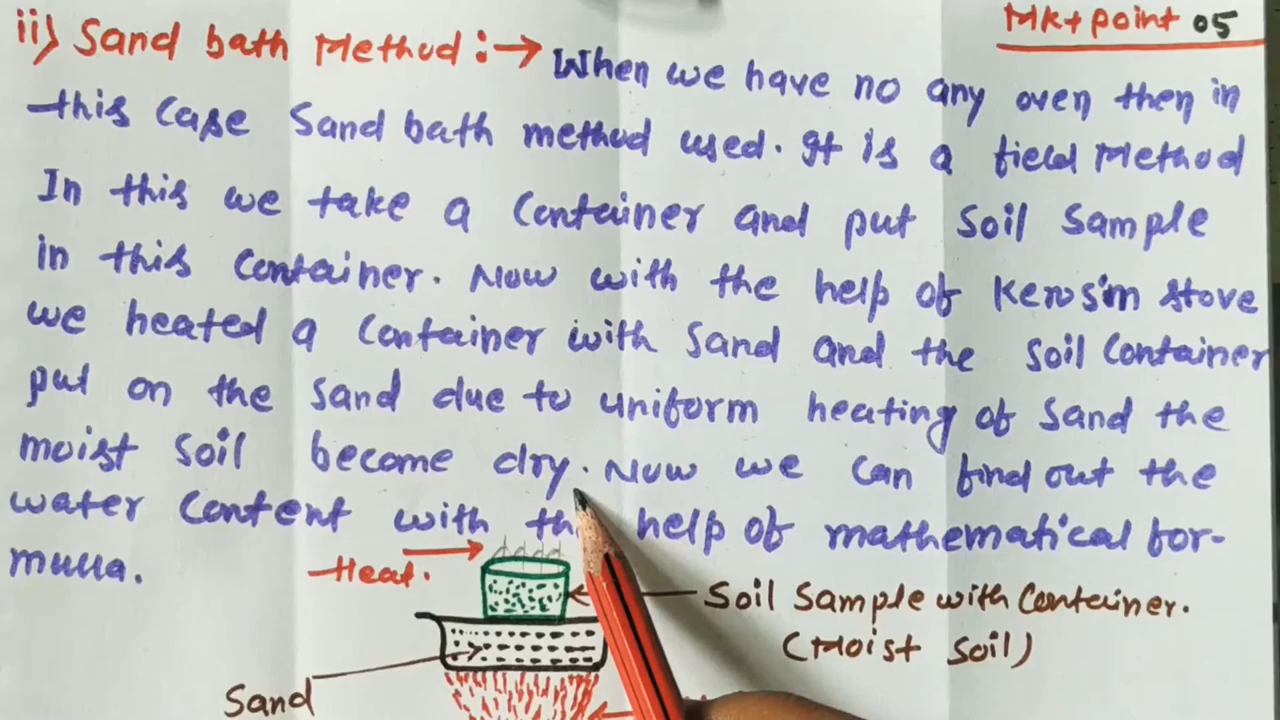 Mk+point 05
ii) Sand bath Method :→ When we have no any oven then in
this case Sand bath method used. It is a field Method
In this we take a Container and put Soil Sample
in this Container. Now with the help of Kerosim stove
we heated a Container with Sand and the Soil Container
put on the Sand due to uniform heating of Sand the
moist Soil become dry. Now we can find out the
water Content with th help of mathematical for-
mulla.
Heat.
Soil Sample with Container.
(Moist Soil)
Sand